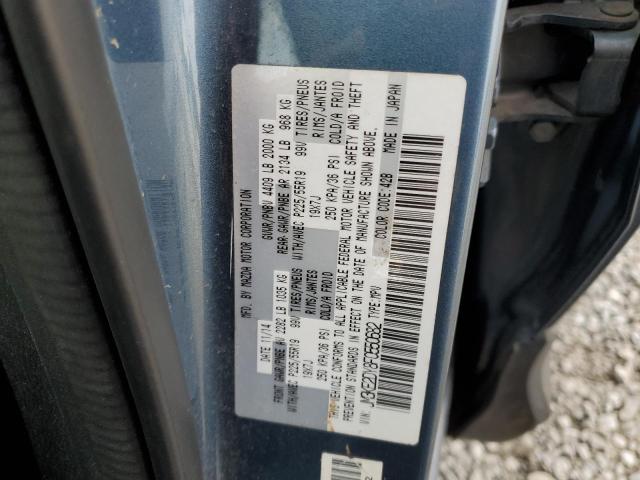 MFD. BY MAZDA MOTOR CORPORATION
DATE 11/14 GVWR/PNBV 4409 LB 2000 KG
FRONT GAWR/PNBE AV 2282 LB 1035 KG REAR GAWR/PNBE AR 2134 LB 968 KG
WITH/AVEC P225/55R19 99V TIRES/PNEUS WITH/AVEC P225/55R19 99V TIRES/PNEUS
19X7J RIMS/JANTES 19X7J RIMS/JANTES
250 KPA/36 PSI COLD/A FROID 250 KPA/36 PSI COLD/A FROID
THIS VEHICLE CONFORMS TO ALL APPLICABLE FEDERAL MOTOR VEHICLE SAFETY AND THEFT
PREVENTION STANDARDS IN EFFECT ON THE DATE OF MANUFACTURE SHOWN ABOVE.
TYPE:MPV COLOR CODE:42B MADE IN JAPAN
VIN: